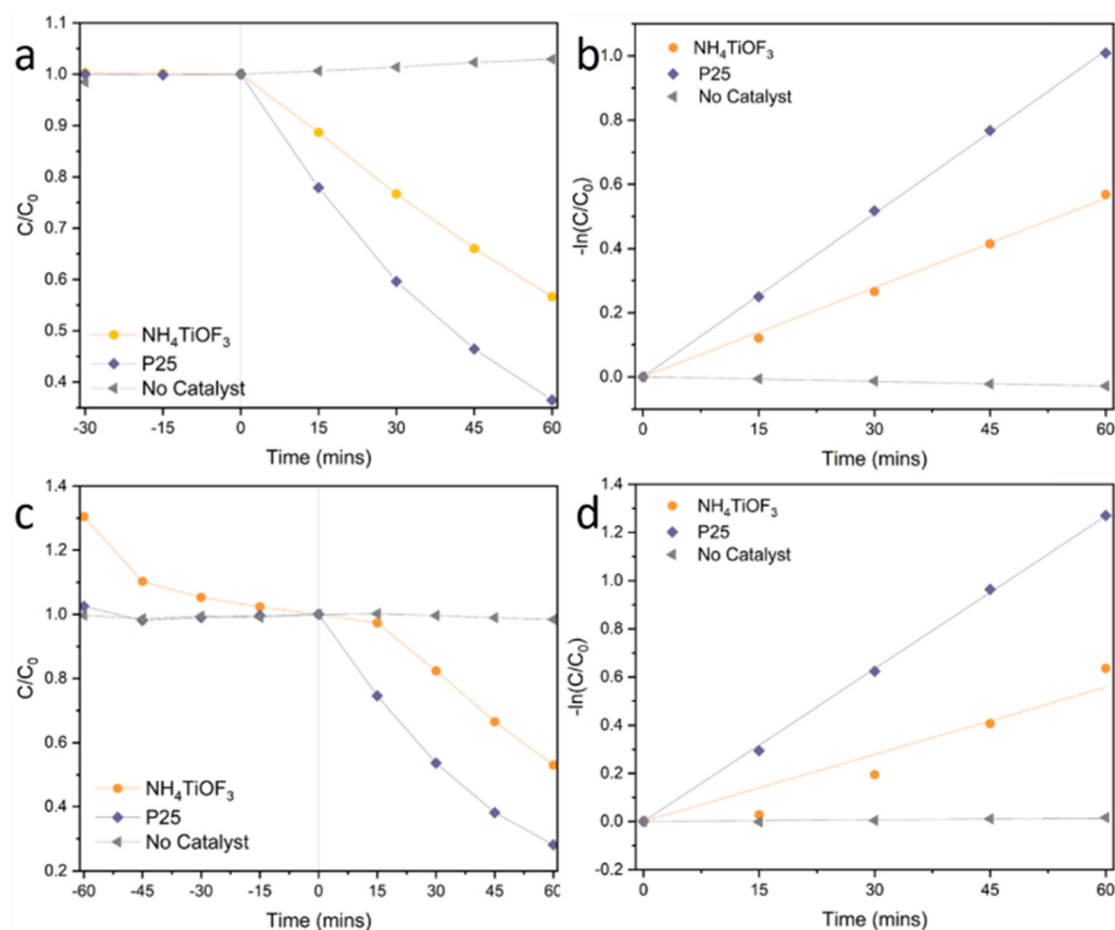 a
1.1
1.0
0.9
0.8
0.7
0.6
0.5
0.4
C/C₀
NH₄TiOF₃
P25
No Catalyst
-30 -15 0 15 30 45 60
Time (mins)
b
NH₄TiOF₃
P25
No Catalyst
1.0
0.8
0.6
0.4
0.2
0.0
-ln(C/C₀)
0 15 30 45 60
Time (mins)
c
1.4
1.2
1.0
0.8
0.6
0.4
0.2
C/C₀
NH₄TiOF₃
P25
No Catalyst
-60 -45 -30 -15 0 15 30 45 60
Time (mins)
d
NH₄TiOF₃
P25
No Catalyst
1.4
1.2
1.0
0.8
0.6
0.4
0.2
0.0
-0.2
-ln(C/C₀)
0 15 30 45 60
Time (mins)